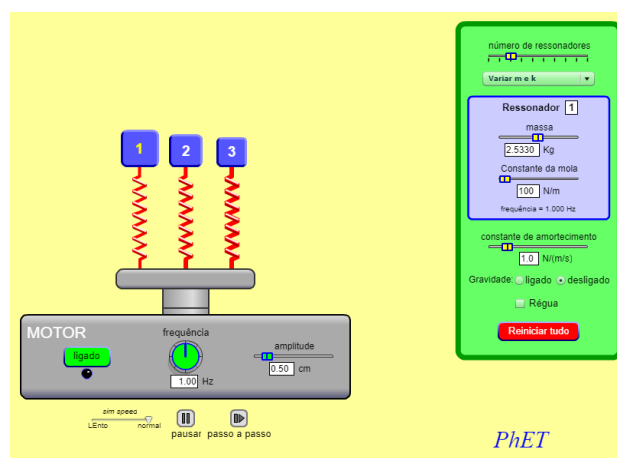 número de ressonadores
Variar m e k
Ressonador 1
massa
2.5330 Kg
Constante da mola
100 N/m
frequência = 1.000 Hz
constante de amortecimento
1.0 N/(m/s)
Gravidade: ligado desligado
Régua
Reiniciar tudo
1 2 3
MOTOR
ligado
frequência
1.00 Hz
amplitude
0.50 cm
sim speed
LEnto normal
pausar passo a passo
PhET